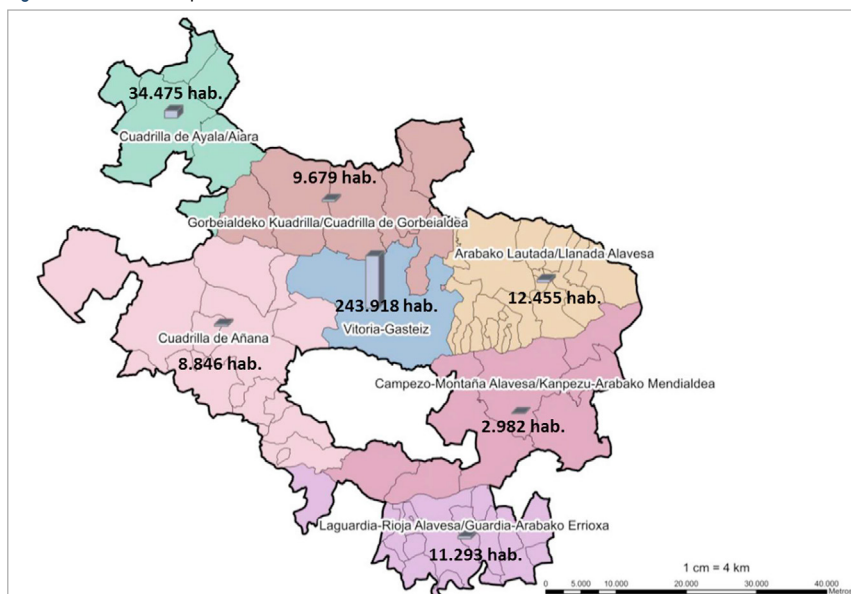 34.475 hab.
Cuadrilla de Ayala/Aiara
9.679 hab.
Gorbeialdeko Kuadrilla/Cuadrilla de Gorbeialdea
Arabako Lautada/Llanada Alavesa
12.455 hab.
243.918 hab.
Vitoria-Gasteiz
Cuadrilla de Añana
8.846 hab.
Campezo-Montaña Alavesa/Kanpezu-Arabako Mendialdea
2.982 hab.
Laguardia-Rioja Alavesa/Guardia-Arabako Errioxa
11.293 hab.
1 cm = 4 km
0 5.000 10.000 20.000 30.000 40.000
Metros